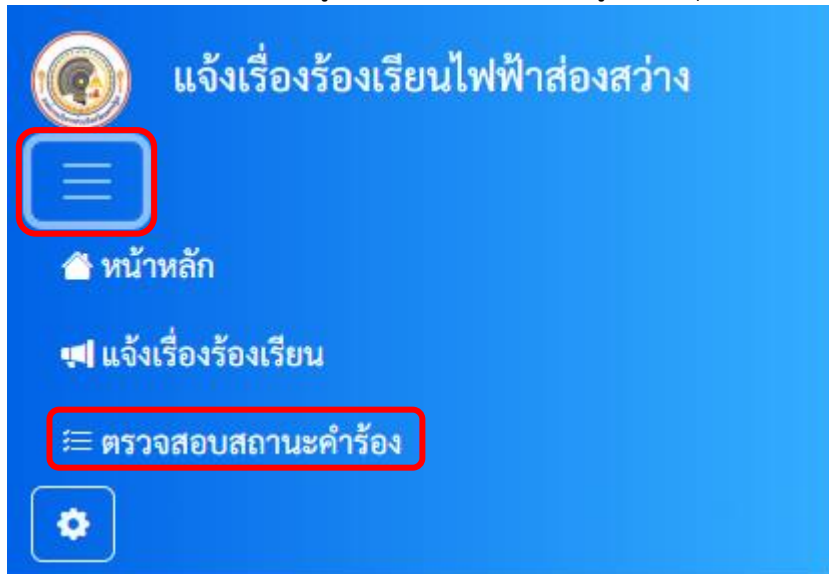 แจ้งเรื่องร้องเรียนไฟฟ้าส่องสว่าง
หน้าหลัก
แจ้งเรื่องร้องเรียน
ตรวจสอบสถานะคำร้อง